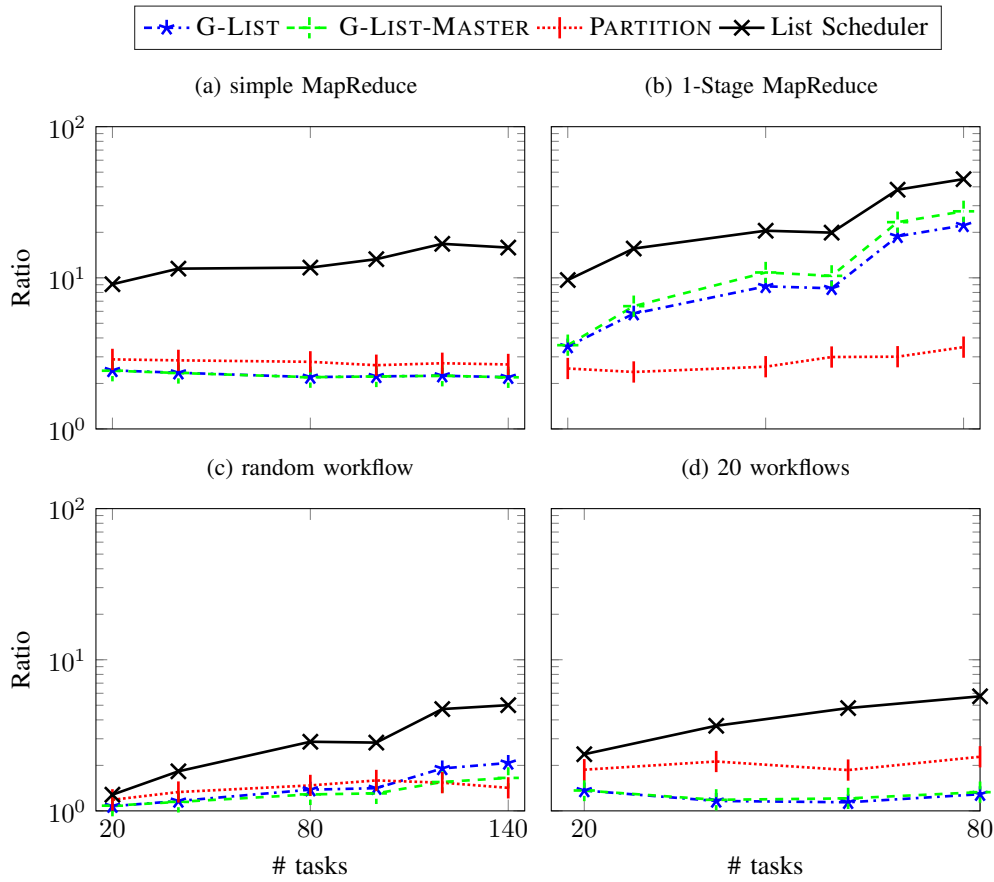 G-LIST G-LIST-MASTER PARTITION List Scheduler
(a) simple MapReduce
(b) 1-Stage MapReduce
10^2
10^1
10^0
Ratio
(c) random workflow
(d) 20 workflows
10^2
10^1
10^0
Ratio
20 80 140
20 80
# tasks
# tasks